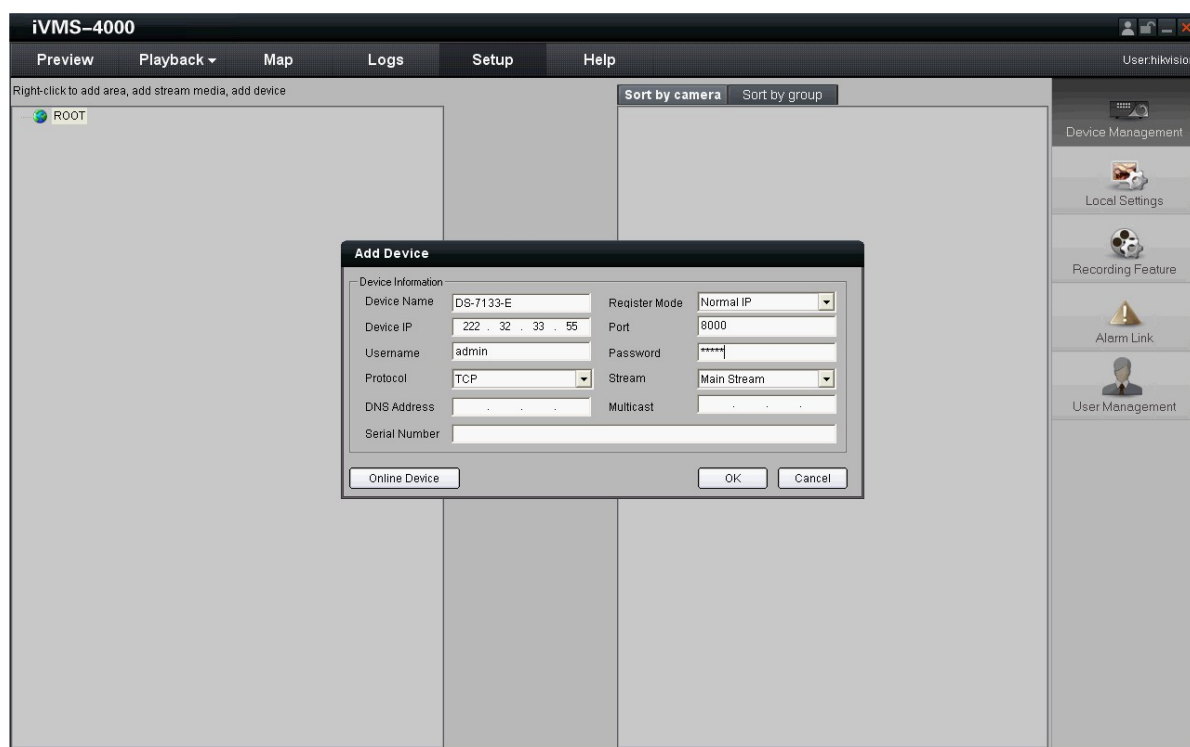 iVMS-4000
Preview Playback Map Logs Setup Help User:hikvisio
Right-click to add area, add stream media, add device
Sort by camera Sort by group
ROOT
Device Management
Local Settings
Recording Feature
Alarm Link
User Management
Add Device
Device Information
Device Name DS-7133-E Register Mode Normal IP
Device IP 222 . 32 . 33 . 55 Port 8000
Username admin Password *****
Protocol TCP Stream Main Stream
DNS Address . . . Multicast . . .
Serial Number
Online Device OK Cancel